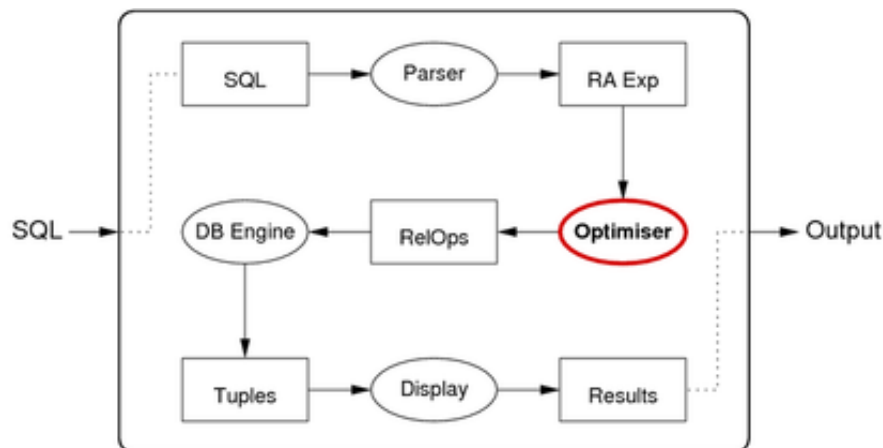 SQL
Parser
RA Exp
SQL
DB Engine
RelOps
Optimiser
Output
Tuples
Display
Results